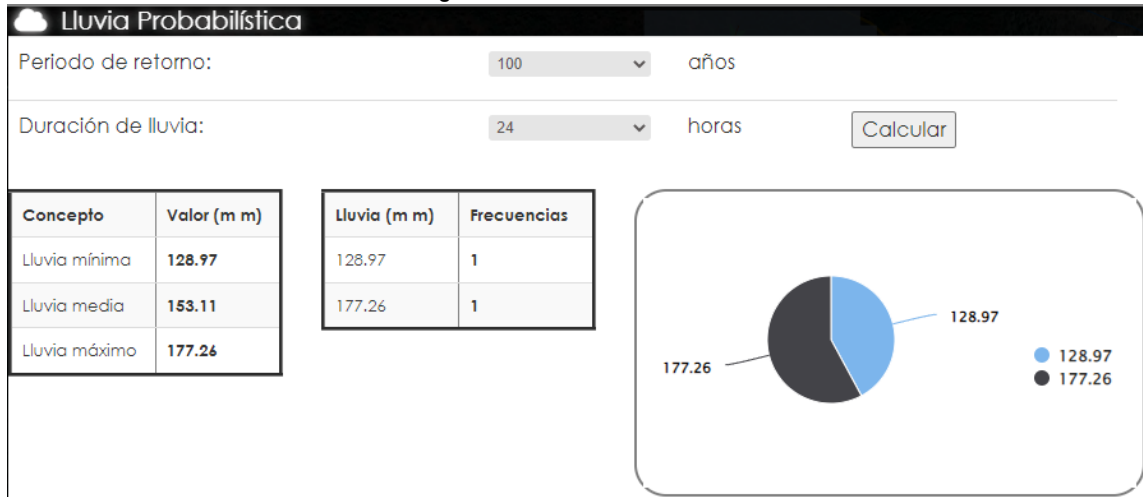 Lluvia Probabilística
Periodo de retorno: 100 años
Duración de lluvia: 24 horas Calcular
Concepto Valor (m m)
Lluvia mínima 128.97
Lluvia media 153.11
Lluvia máximo 177.26
Lluvia (m m) Frecuencias
128.97 1
177.26 1
128.97
177.26
128.97
177.26